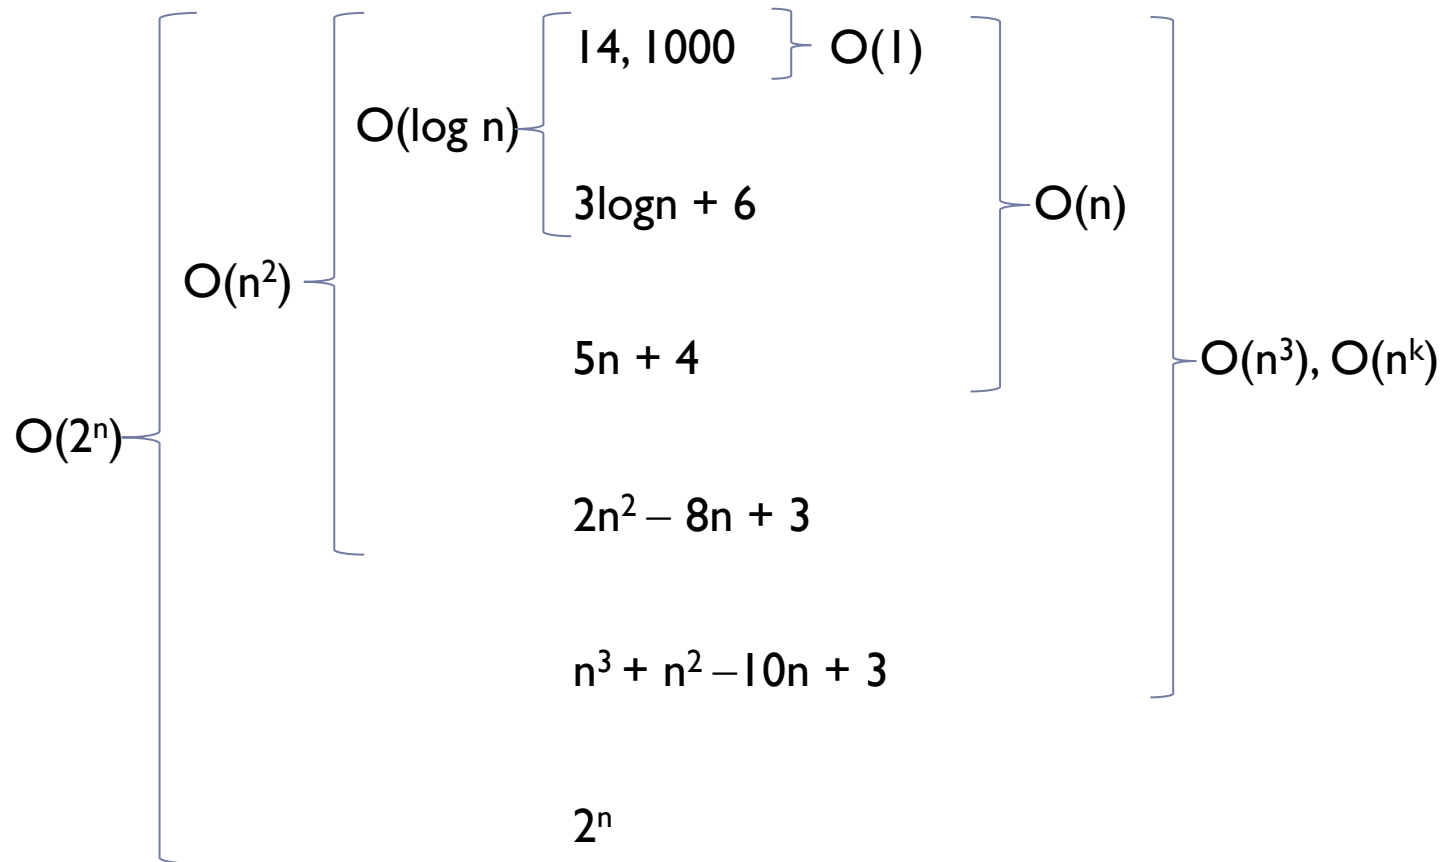 14, 1000 O(1)
O(log n)
3logn + 6 O(n)
O(n²)
5n + 4 O(n³), O(nᵏ)
O(2ⁿ)
2n² – 8n + 3
n³ + n² –10n + 3
2ⁿ